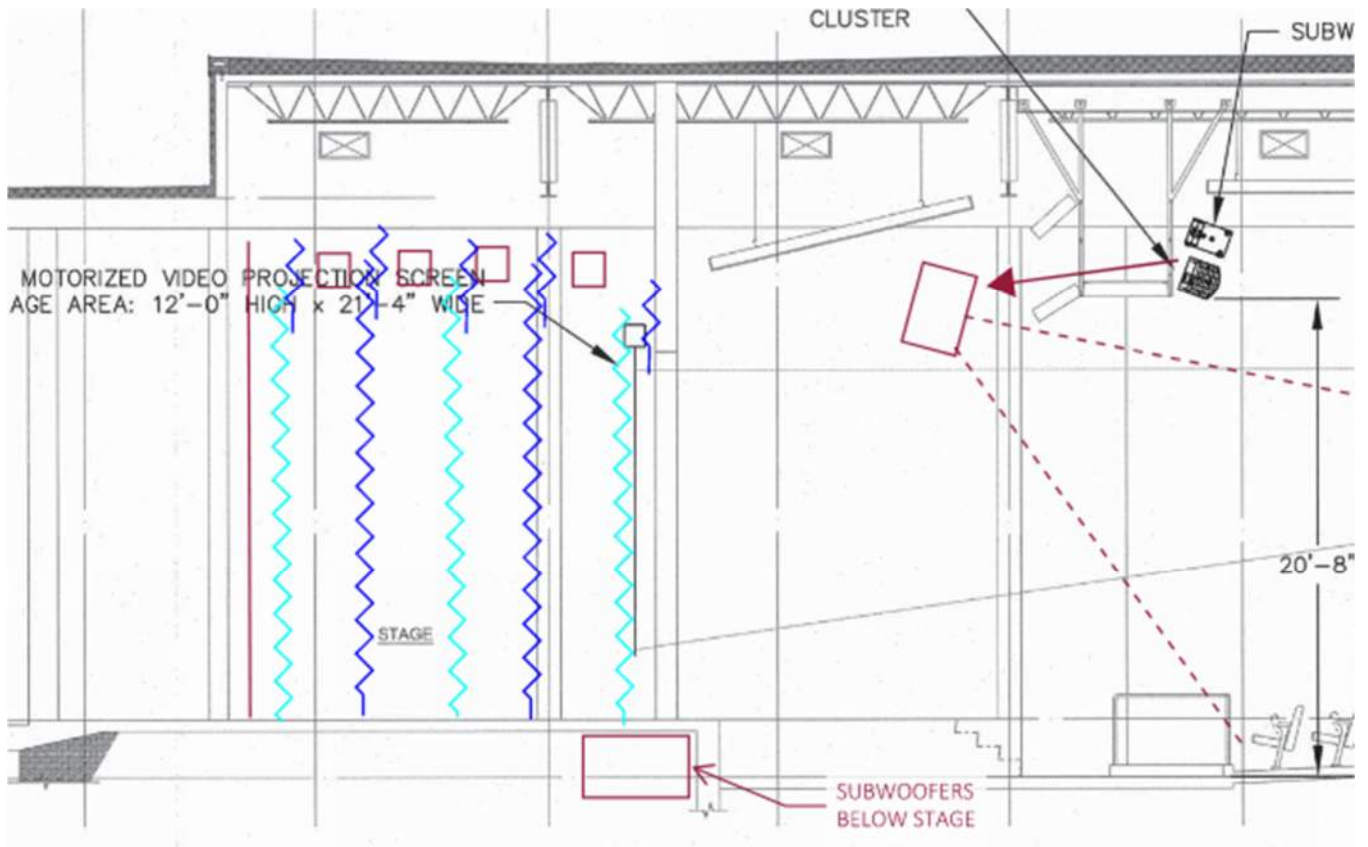 CLUSTER
SUBW
MOTORIZED VIDEO PROJECTION SCREEN
AGE AREA: 12'-0" HIGH x 21'-4" WIDE
20'-8"
STAGE
SUBWOOFERS
BELOW STAGE